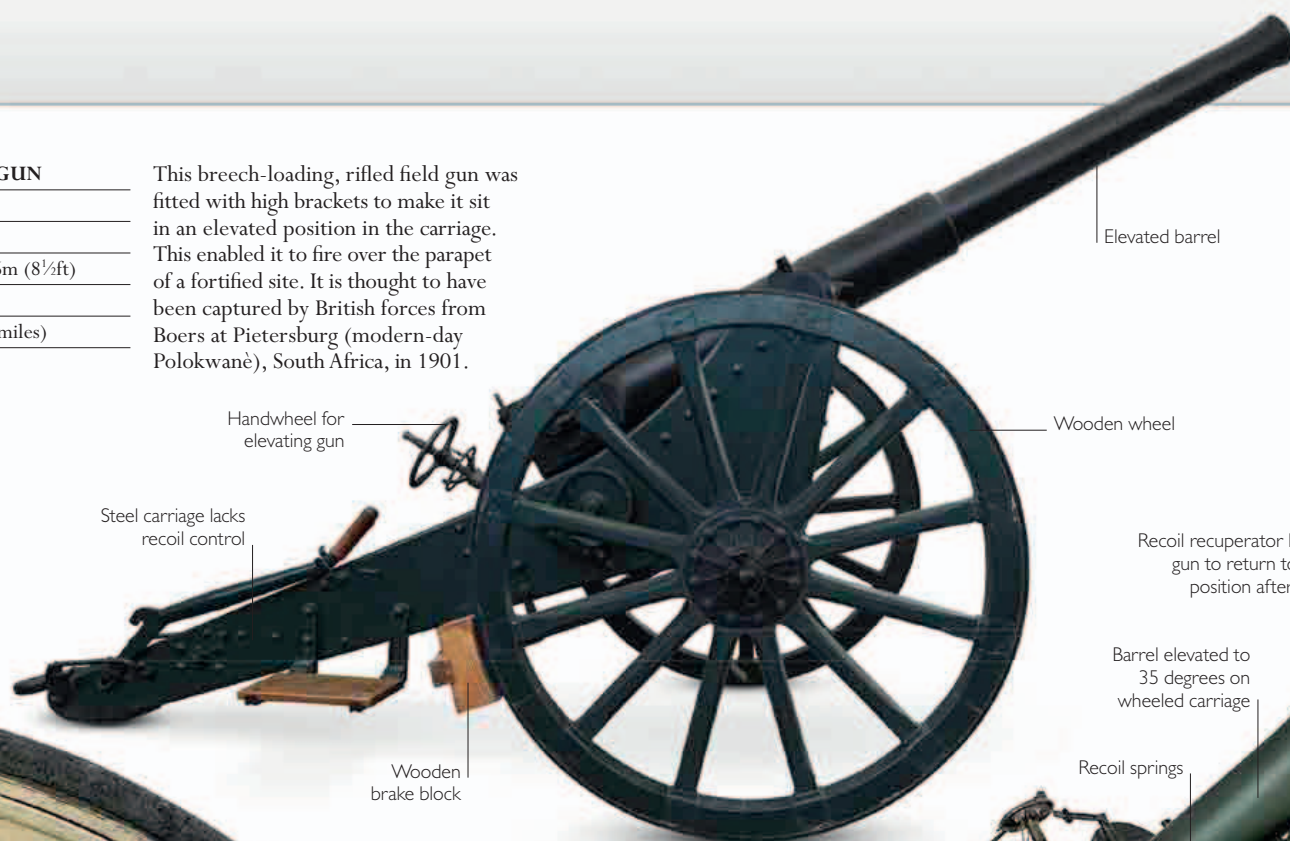 GUN
m (8½ft)
miles)
This breech-loading, rifled field gun was
fitted with high brackets to make it sit
in an elevated position in the carriage.
This enabled it to fire over the parapet
of a fortified site. It is thought to have
been captured by British forces from
Boers at Pietersburg (modern-day
Polokwanè), South Africa, in 1901.
Elevated barrel
Handwheel for
elevating gun
Wooden wheel
Steel carriage lacks
recoil control
Recoil recuperator
gun to return to
position after
Barrel elevated to
35 degrees on
wheeled carriage
Wooden
brake block
Recoil springs